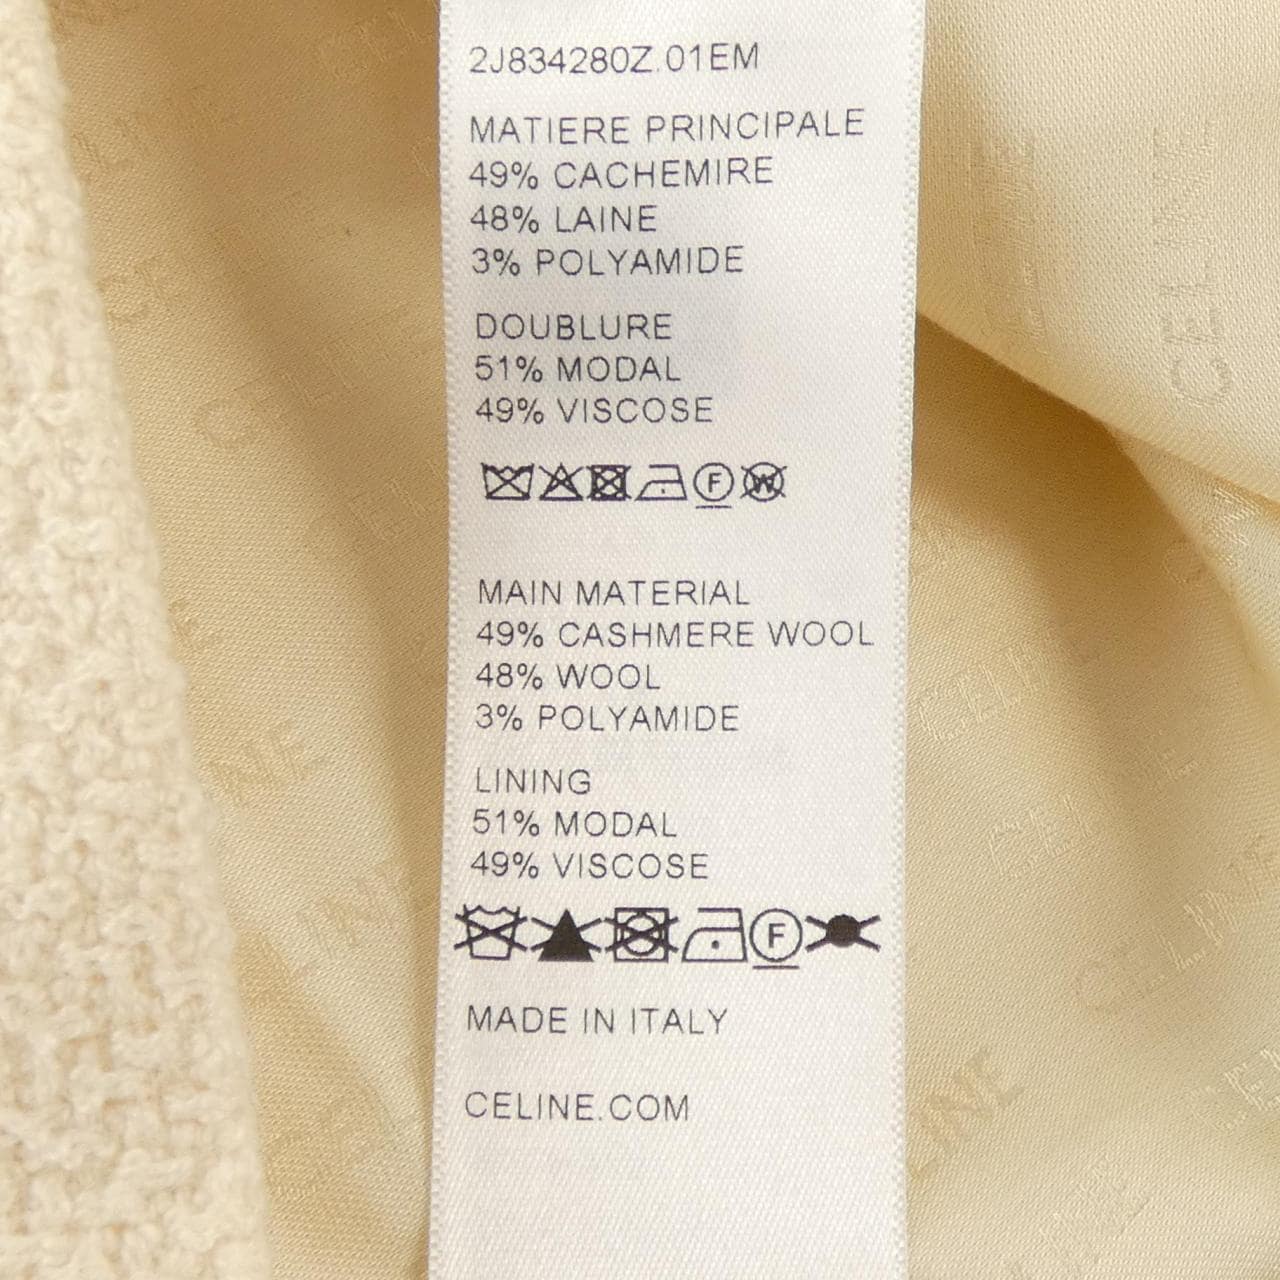 2J834280Z.01EM
MATIERE PRINCIPALE
49% CACHEMIRE
48% LAINE
3% POLYAMIDE
DOUBLURE
51% MODAL
49% VISCOSE
F W
MAIN MATERIAL
49% CASHMERE WOOL
48% WOOL
3% POLYAMIDE
LINING
51% MODAL
49% VISCOSE
F
MADE IN ITALY
CELINE.COM
CELINE